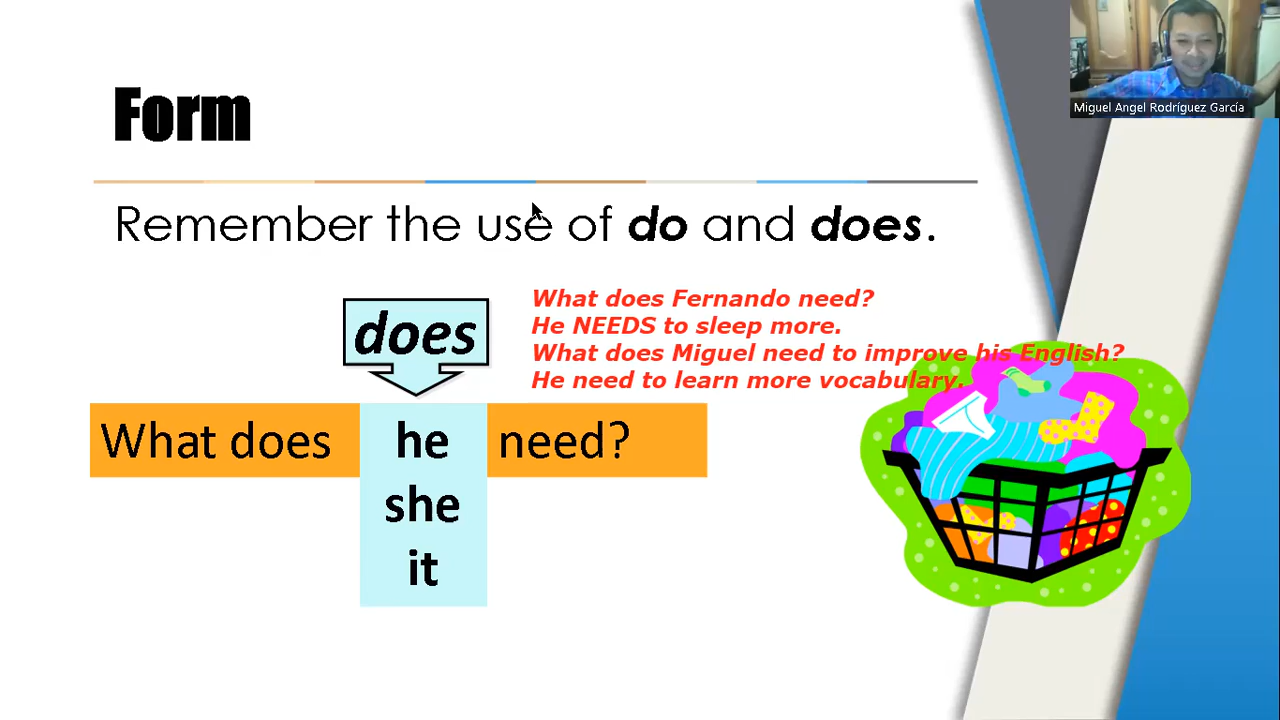 Miguel Angel Rodríguez García
Form
Remember the use of do and does.
What does Fernando need?
He NEEDS to sleep more.
What does Miguel need to improve his English?
He need to learn more vocabulary.
does
What does he need?
she
it